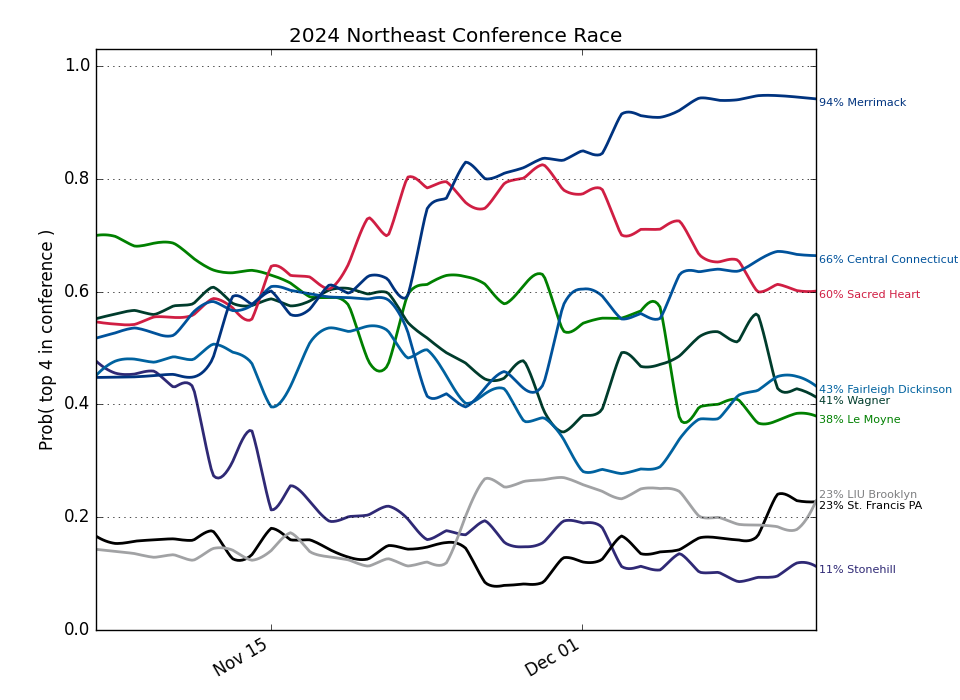 2024 Northeast Conference Race
Prob( top 4 in conference )
1.0
0.8
0.6
0.4
0.2
0.0
Nov 15
Dec 01
94% Merrimack
66% Central Connecticut
60% Sacred Heart
43% Fairleigh Dickinson
41% Wagner
38% Le Moyne
23% LIU Brooklyn
23% St. Francis PA
11% Stonehill